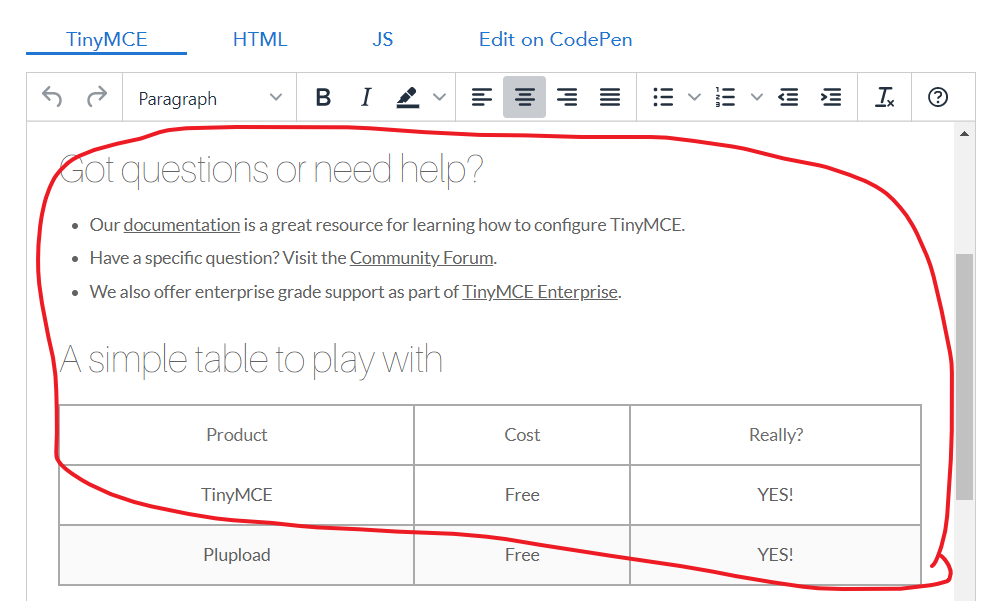 TinyMCE HTML JS Edit on CodePen
Paragraph B I
Got questions or need help?
Our documentation is a great resource for learning how to configure TinyMCE.
Have a specific question? Visit the Community Forum.
We also offer enterprise grade support as part of TinyMCE Enterprise.
A simple table to play with
Product Cost Really?
TinyMCE Free YES!
Plupload Free YES!